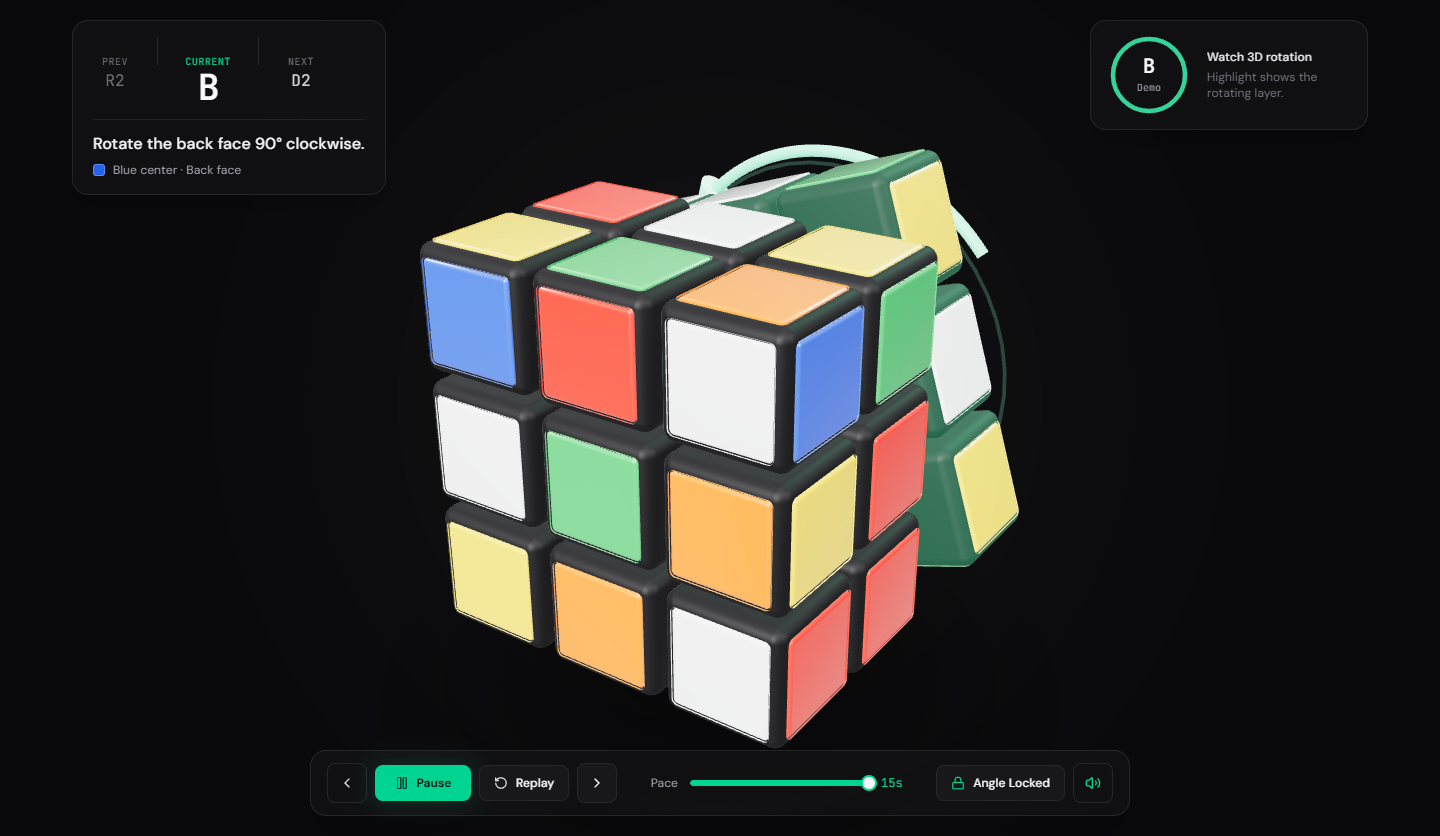 PREV
R2
CURRENT
B
NEXT
D2
Rotate the back face 90° clockwise.
Blue center · Back face
B
Demo
Watch 3D rotation
Highlight shows the
rotating layer.
Pause
Replay
Pace
15s
Angle Locked